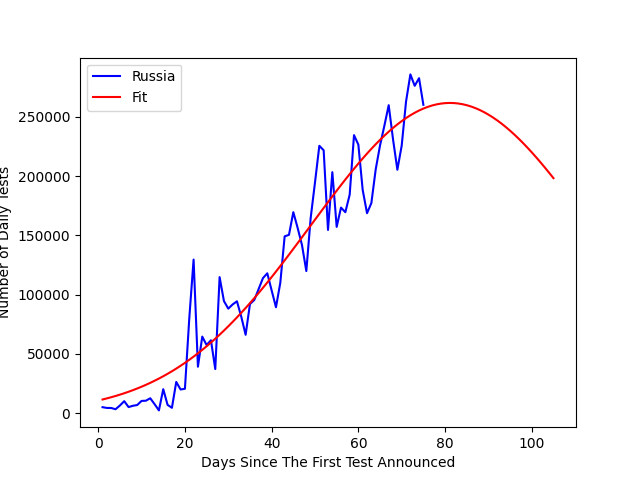 Russia
Fit
Number of Daily Tests
250000
200000
150000
100000
50000
0
0 20 40 60 80 100
Days Since The First Test Announced